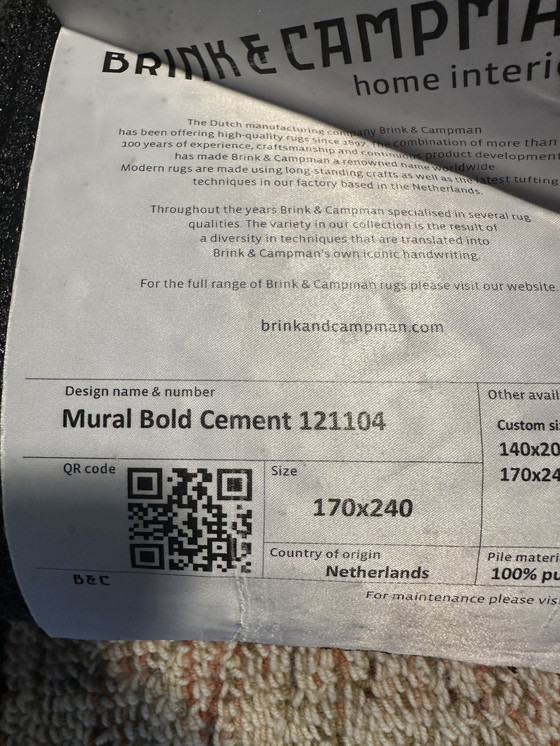 BRINK & CAMPMA
home interi
The Dutch manufacturing company Brink & Campman
has been offering high-quality rugs since 1897. The combination of more than
100 years of experience, craftsmanship and continuous product developmen
has made Brink & Campman a renowned name worldwide
Modern rugs are made using long-standing crafts as well as the latest tufting
techniques in our factory based in the Netherlands.
Throughout the years Brink & Campman specialised in several rug
qualities. The variety in our collection is the result of
a diversity in techniques that are translated into
Brink & Campman's own iconic handwriting.
For the full range of Brink & Campman rugs please visit our website.
brinkandcampman.com
Design name & number
Mural Bold Cement 121104
Other avail
Custom si
140x20
170x24
QR code
Size
170x240
Country of origin
Netherlands
Pile materi
100% pu
B&C
For maintenance please vis